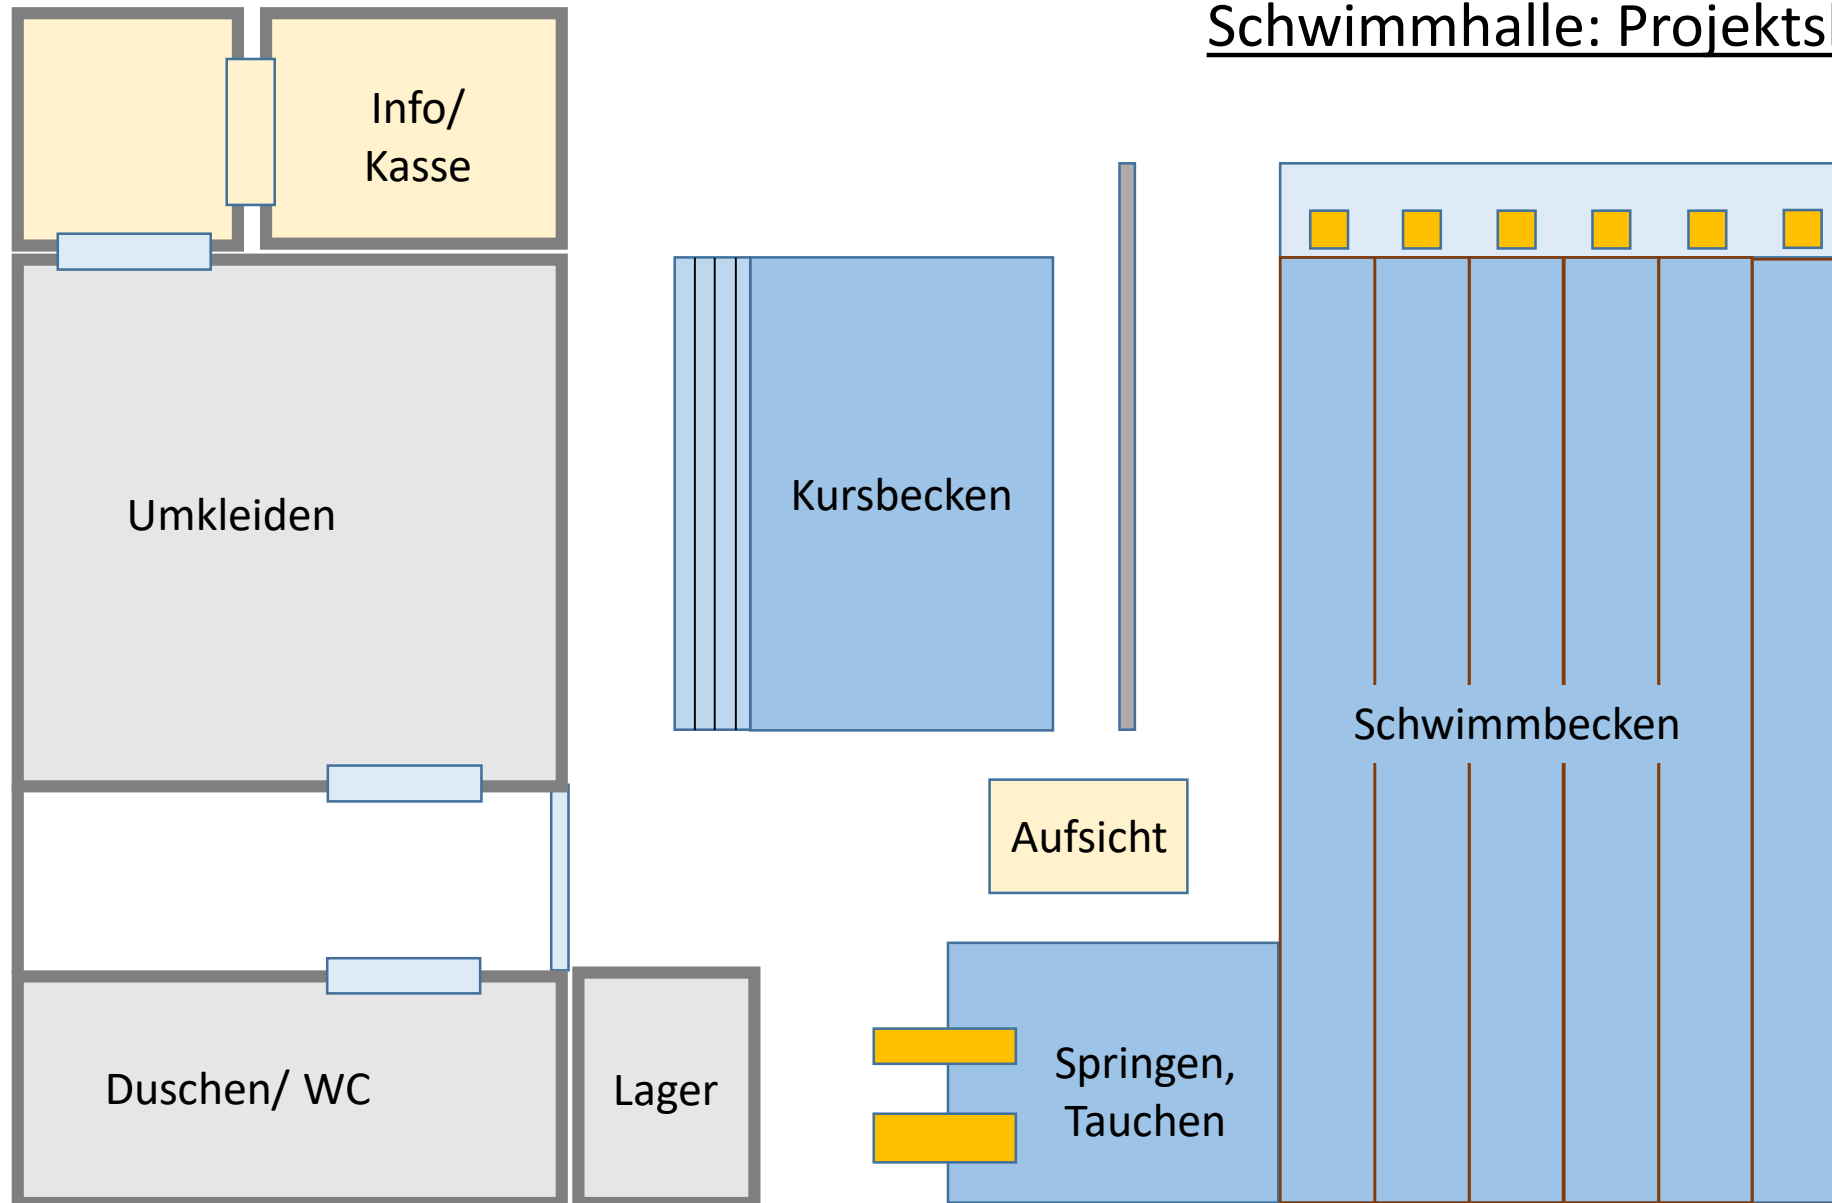 Schwimmhalle: Projekts
Info/
Kasse
Umkleiden
Kursbecken
Schwimmbecken
Aufsicht
Springen,
Tauchen
Duschen/ WC
Lager